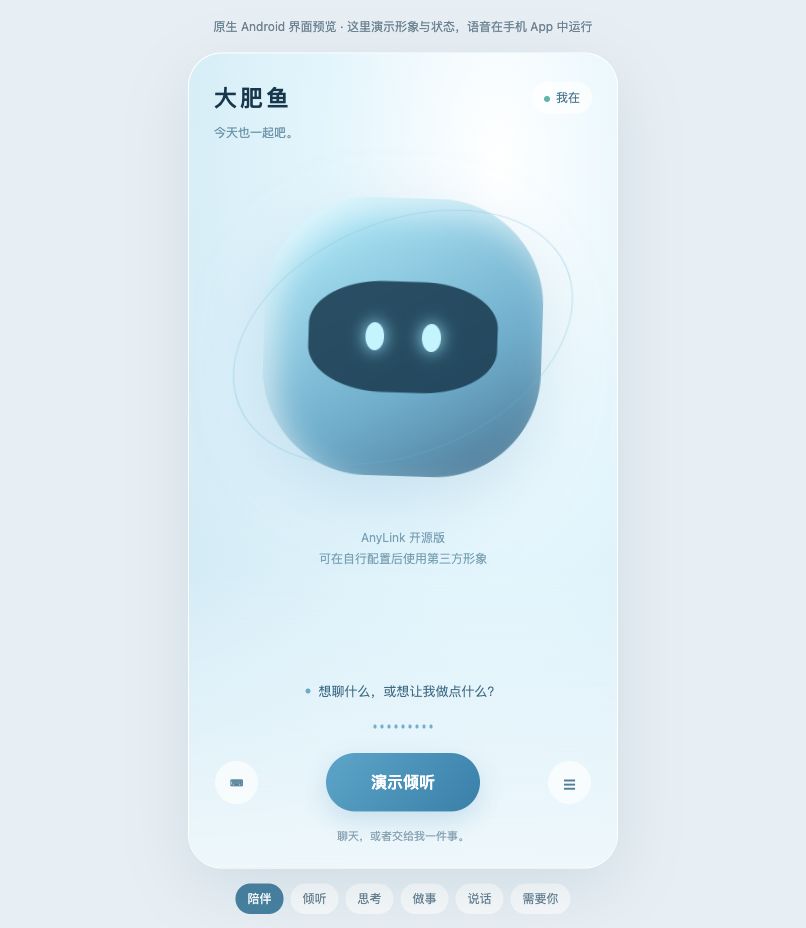 原生 Android 界面预览 · 这里演示形象与状态，语音在手机 App 中运行
大肥鱼
我在
今天也一起吧。
AnyLink 开源版
可在自行配置后使用第三方形象
想聊什么，或想让我做点什么？
演示倾听
聊天，或者交给我一件事。
陪伴
倾听
思考
做事
说话
需要你